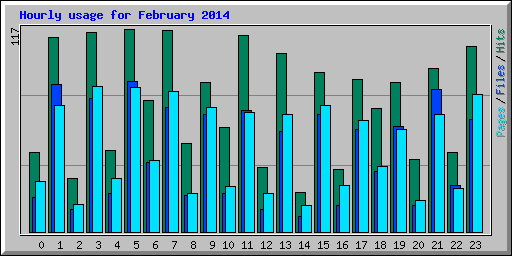 Hourly usage for February 2014
117
Pages/Files/Hits
0 1 2 3 4 5 6 7 8 9 10 11 12 13 14 15 16 17 18 19 20 21 22 23